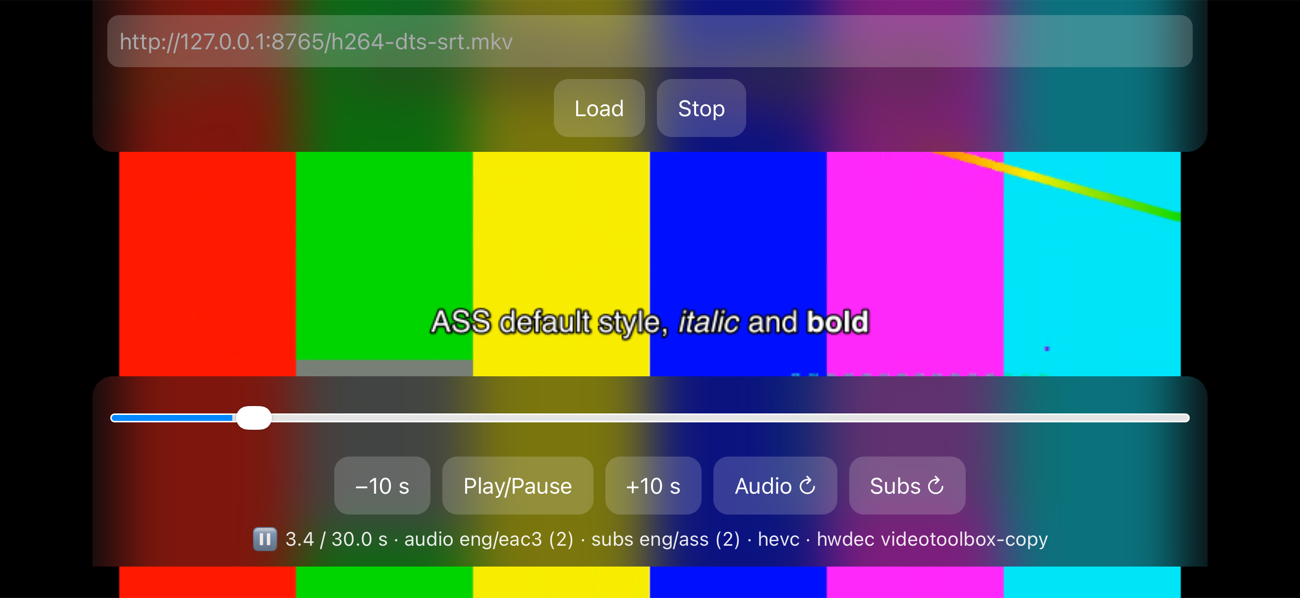 http://127.0.0.1:8765/h264-dts-srt.mkv
Load Stop
ASS default style, italic and bold
–10 s Play/Pause +10 s Audio ↻ Subs ↻
⏸ 3.4 / 30.0 s · audio eng/eac3 (2) · subs eng/ass (2) · hevc · hwdec videotoolbox-copy